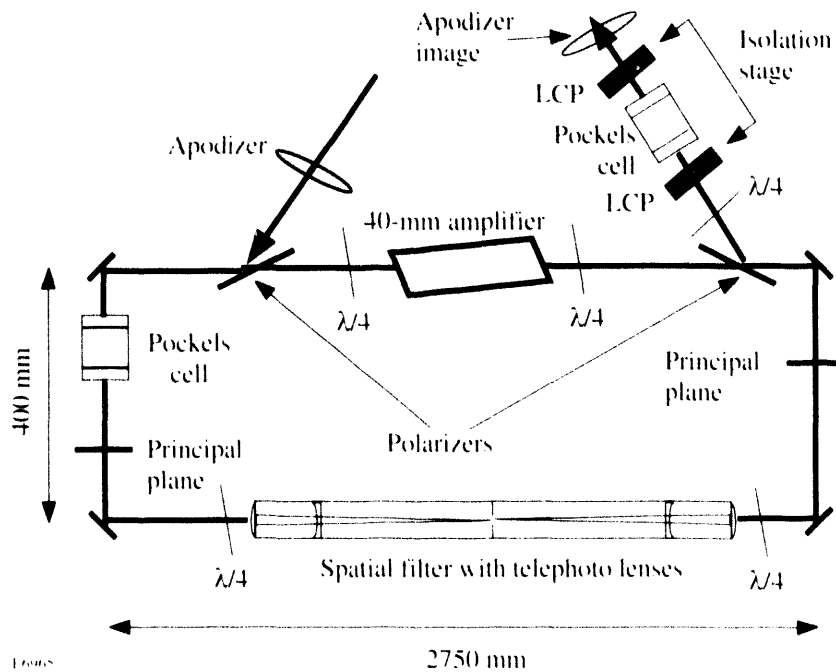 Apodizer
image
Isolation
stage
LCP
Pockels
cell
Apodizer
LCP
λ/4
40-mm amplifier
λ/4
λ/4
Pockels
cell
Principal
plane
400 mm
Polarizers
Principal
plane
λ/4
Spatial filter with telephoto lenses
λ/4
2750 mm